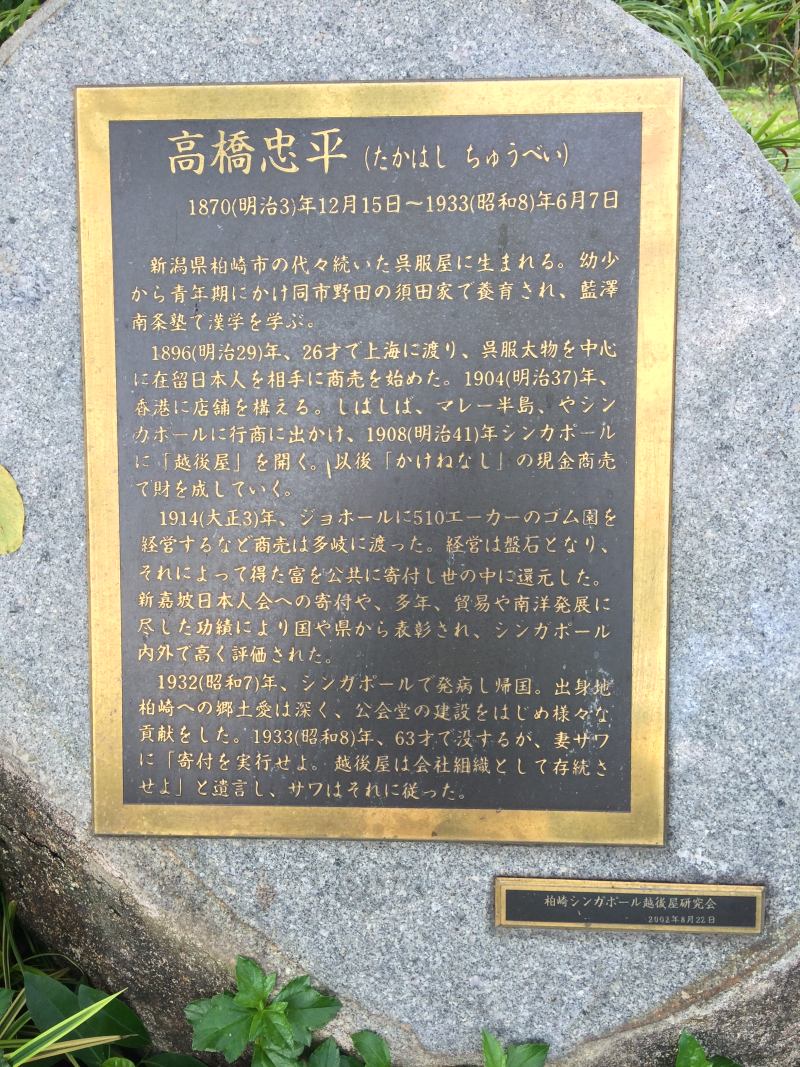 高橋忠平 (たかはし ちゅうべい)
1870(明治3)年12月15日～1933(昭和8)年6月7日
新潟県柏崎市の代々続いた呉服屋に生まれる。幼少
から青年期にかけ同市野田の須田家で養育され、藍澤
南条塾で漢学を学ぶ。
1896(明治29)年、26才で上海に渡り、呉服太物を中心
に在留日本人を相手に商売を始めた。1904(明治37)年、
香港に店舗を構える。しばしば、マレー半島、やシン
ガポールに行商に出かけ、1908(明治41)年シンガポール
に「越後屋」を開く。以後「かけねなし」の現金商売
で財を成していく。
1914(大正3)年、ジョホールに510エーカーのゴム園を
経営するなど商売は多岐に渡った。経営は盤石となり、
それによって得た富を公共に寄付し世の中に還元した。
新嘉坡日本人会への寄付や、多年、貿易や南洋発展に
尽した功績により国や県から表彰され、シンガポール
内外で高く評価された。
1932(昭和7)年、シンガポールで発病し帰国。出身地
柏崎への郷土愛は深く、公会堂の建設をはじめ様々な
貢献をした。1933(昭和8)年、63才で没するが、妻サワ
に「寄付を実行せよ。越後屋は会社組織として存続さ
せよ」と遺言し、サワはそれに従った。
柏崎シンガポール越後屋研究会
2002年8月22日